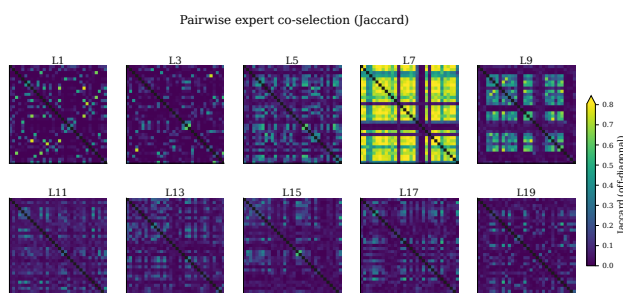 Pairwise expert co-selection (Jaccard)
L1 L3 L5 L7 L9
L11 L13 L15 L17 L19
0.8
0.7
0.6
0.5
0.4
0.3
0.2
0.1
0.0
Jaccard (off-diagonal)